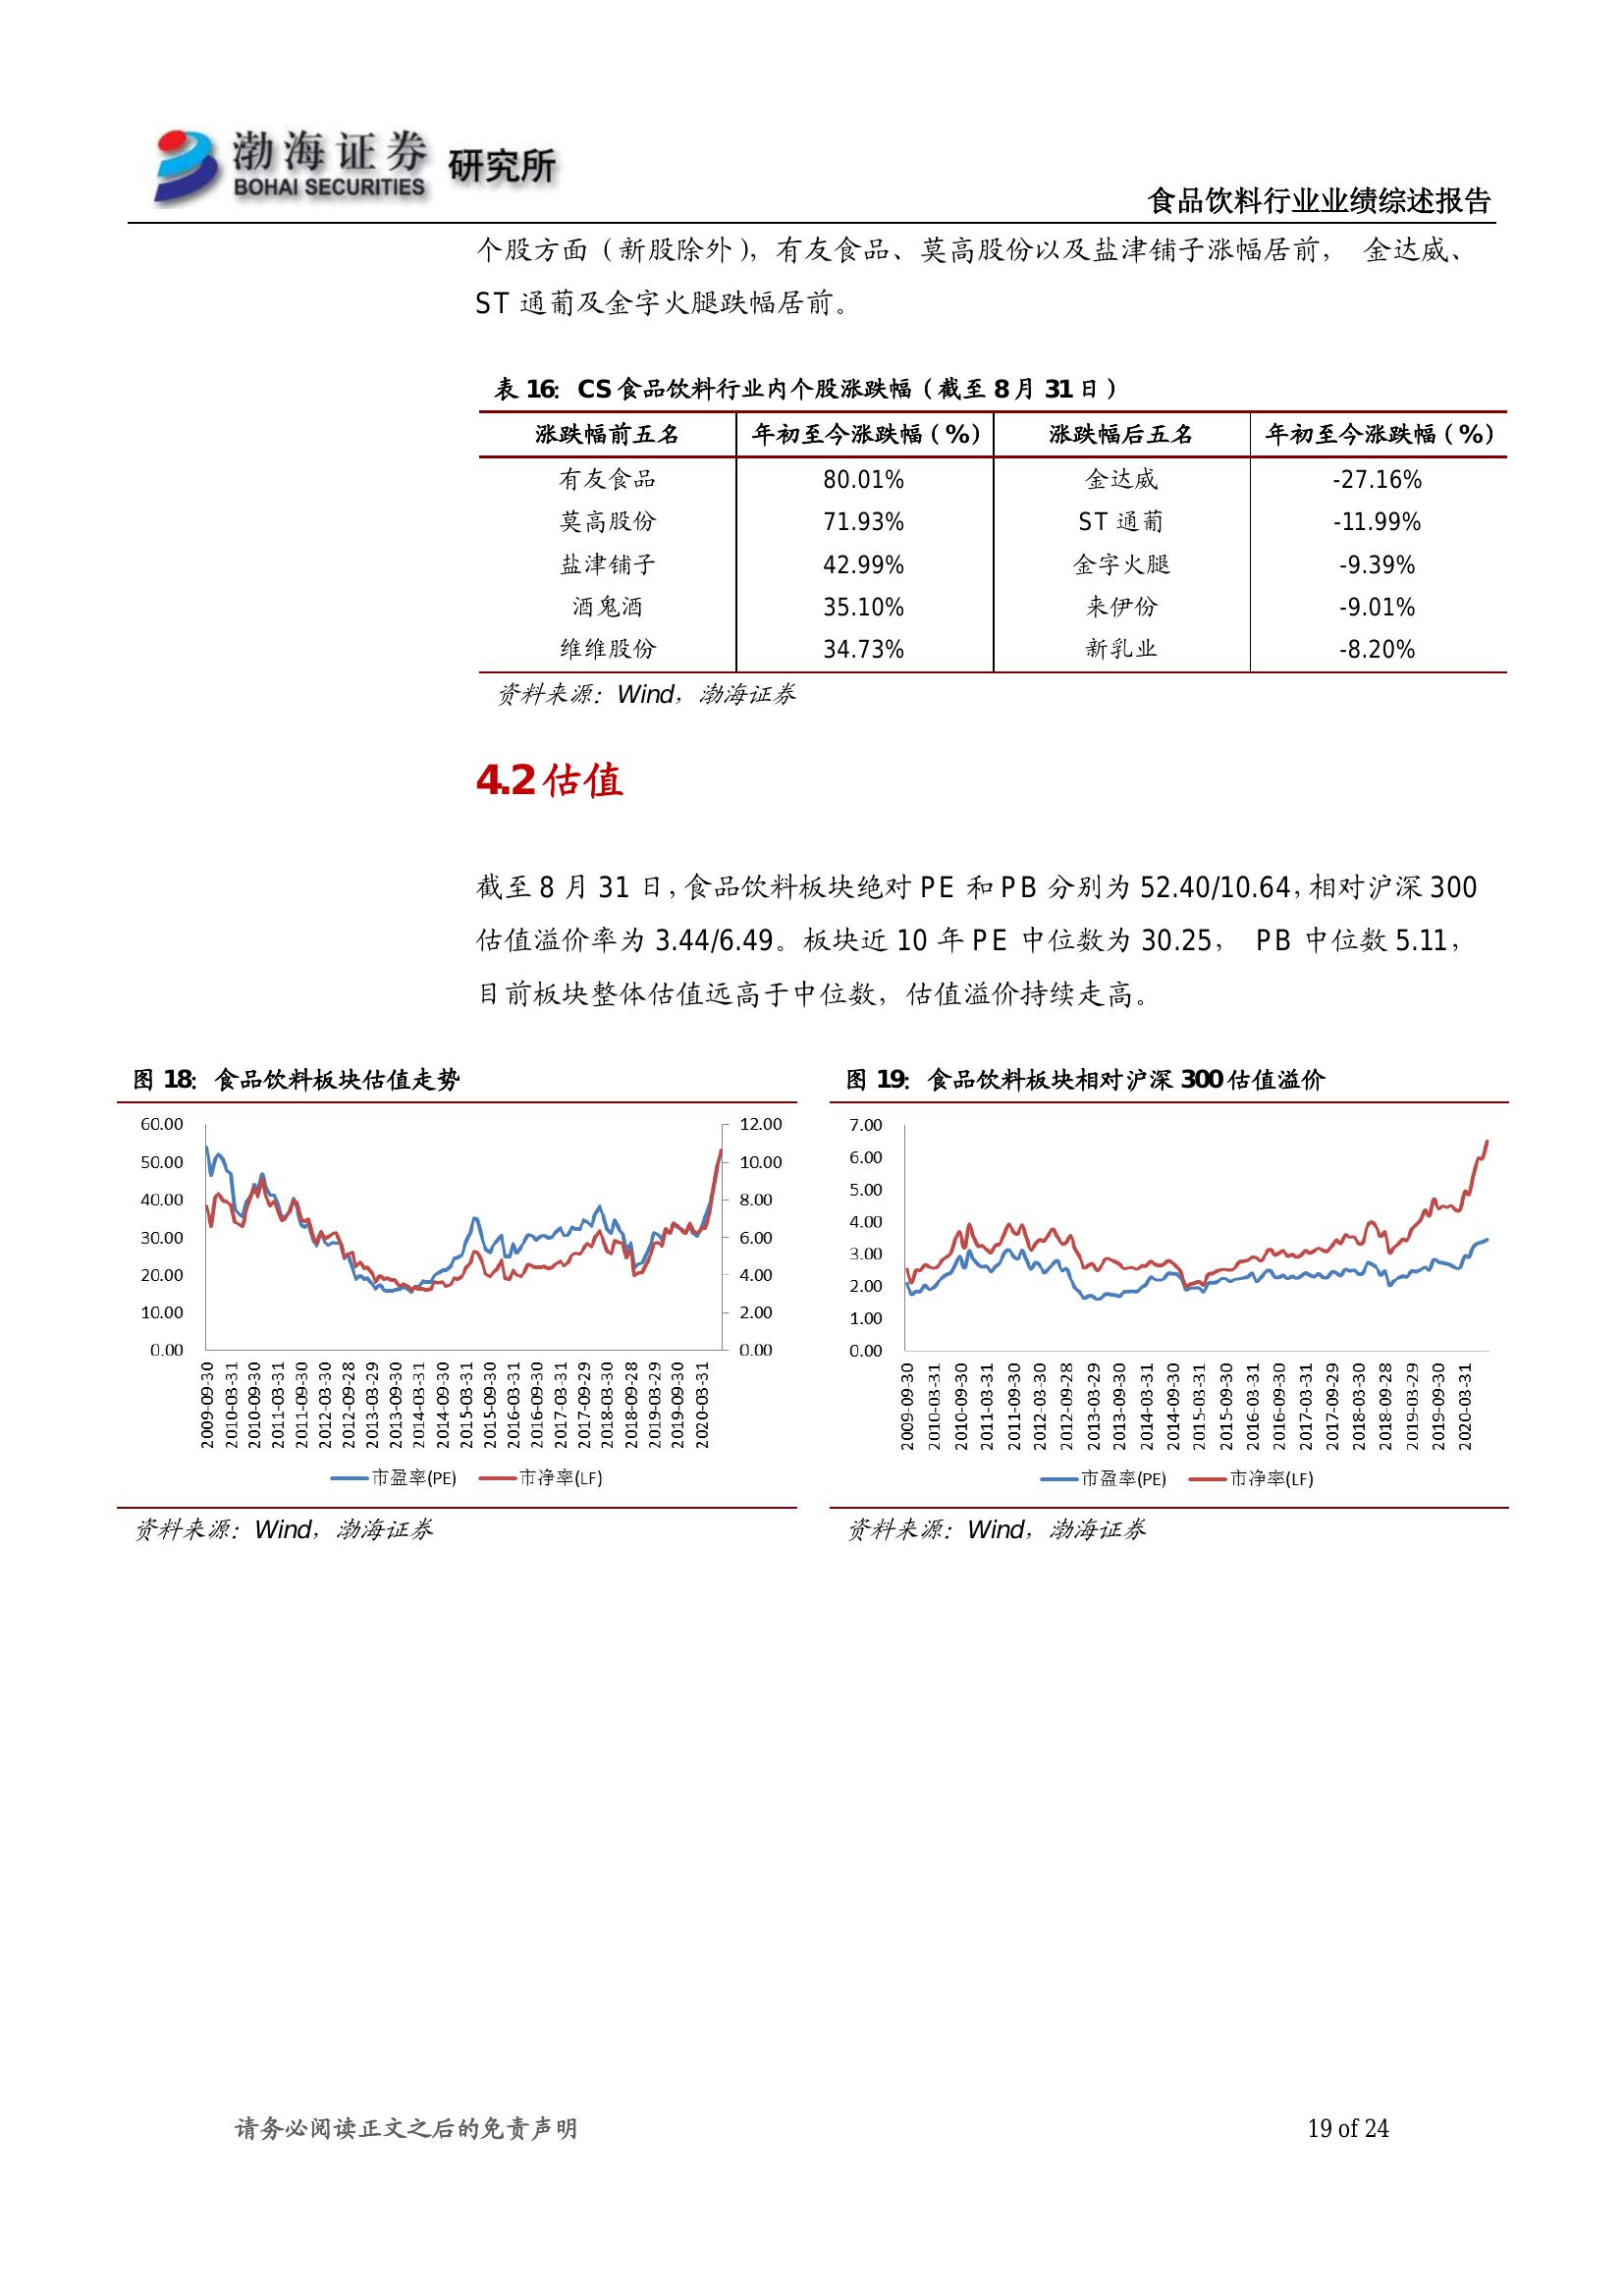 渤海证券 研究所
BOHAI SECURITIES
食品饮料行业业绩综述报告
个股方面（新股除外），有友食品、莫高股份以及盐津铺子涨幅居前， 金达威、
ST 通葡及金字火腿跌幅居前。
表 16: CS 食品饮料行业内个股涨跌幅（截至 8 月 31 日）
涨跌幅前五名 年初至今涨跌幅（%） 涨跌幅后五名 年初至今涨跌幅（%）
有友食品 80.01% 金达威 -27.16%
莫高股份 71.93% ST 通葡 -11.99%
盐津铺子 42.99% 金字火腿 -9.39%
酒鬼酒 35.10% 来伊份 -9.01%
维维股份 34.73% 新乳业 -8.20%
资料来源：Wind，渤海证券
4.2 估值
截至 8 月 31 日，食品饮料板块绝对 PE 和 PB 分别为 52.40/10.64，相对沪深 300
估值溢价率为 3.44/6.49。板块近 10 年 PE 中位数为 30.25， PB 中位数 5.11，
目前板块整体估值远高于中位数，估值溢价持续走高。
图 18: 食品饮料板块估值走势
60.00
50.00
40.00
30.00
20.00
10.00
0.00
12.00
10.00
8.00
6.00
4.00
2.00
0.00
2009-09-30
2010-03-31
2010-09-30
2011-03-31
2011-09-30
2012-03-30
2012-09-28
2013-03-29
2013-09-30
2014-03-31
2014-09-30
2015-03-31
2015-09-30
2016-03-31
2016-09-30
2017-03-31
2017-09-29
2018-03-30
2018-09-28
2019-03-29
2019-09-30
2020-03-31
市盈率(PE) 市净率(LF)
资料来源：Wind，渤海证券
图 19: 食品饮料板块相对沪深 300 估值溢价
7.00
6.00
5.00
4.00
3.00
2.00
1.00
0.00
2009-09-30
2010-03-31
2010-09-30
2011-03-31
2011-09-30
2012-03-30
2012-09-28
2013-03-29
2013-09-30
2014-03-31
2014-09-30
2015-03-31
2015-09-30
2016-03-31
2016-09-30
2017-03-31
2017-09-29
2018-03-30
2018-09-28
2019-03-29
2019-09-30
2020-03-31
市盈率(PE) 市净率(LF)
资料来源：Wind，渤海证券
请务必阅读正文之后的免责声明 19 of 24